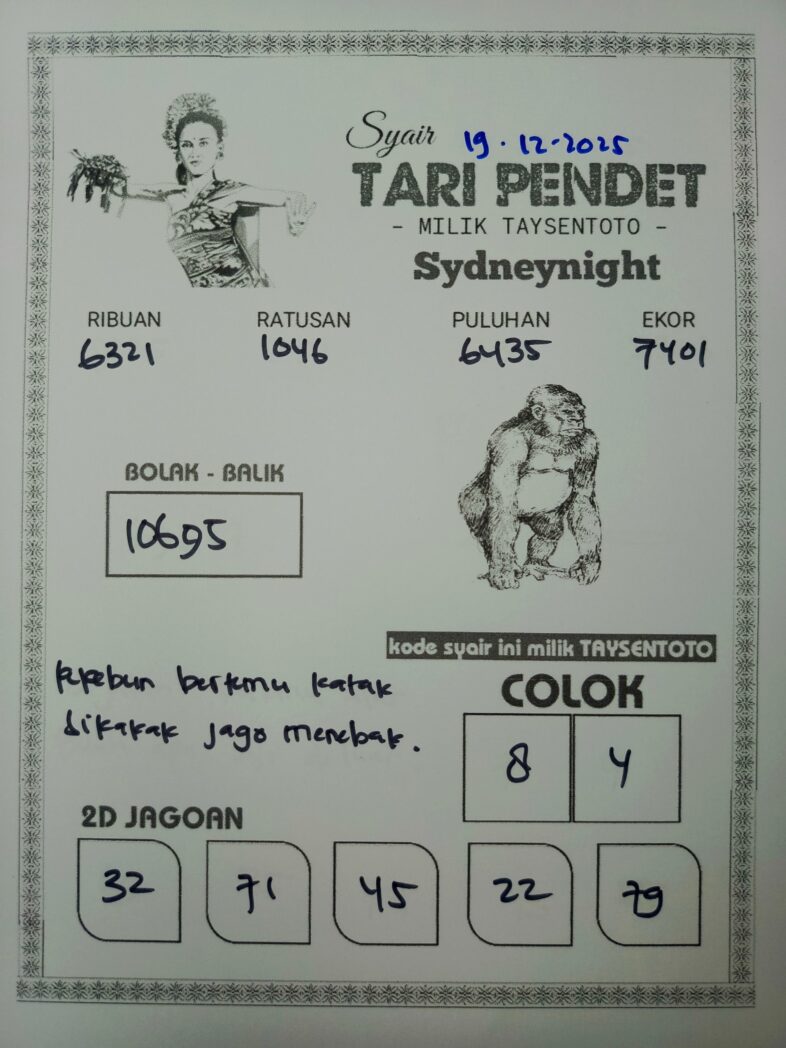 Syair 19.12-2025
TARI PENDET
- MILIK TAYSENTOTO -
Sydneynight
RIBUAN RATUSAN PULUHAN EKOR
6321 1046 6435 7401
BOLAK - BALIK
10695
kode syair ini milik TAYSENTOTO
bertemu katak
dikakak jago menebak.
COLOK
8 4
2D JAGOAN
32 71 45 22 79